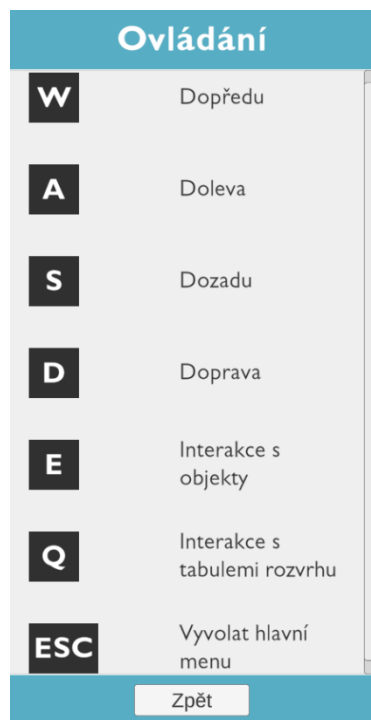 Ovládání
W Dopředu
A Doleva
S Dozadu
D Doprava
E Interakce s
objekty
Q Interakce s
tabulemi rozvrhu
ESC Vyvolat hlavní
menu
Zpět